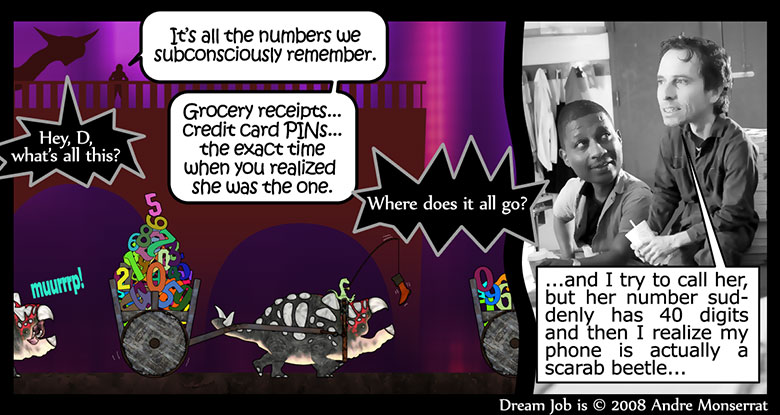 It's all the numbers we
subconsciously remember.
Hey, D,
what's all this?
Grocery receipts...
credit card PINs...
the exact time
when you realized
she was the one.
Where does it all go?
muurrrp!
...and I try to call her,
but her number sud-
denly has 40 digits
and then I realize my
phone is actually a
scarab beetle...
Dream Job is © 2008 Andre Monserrat